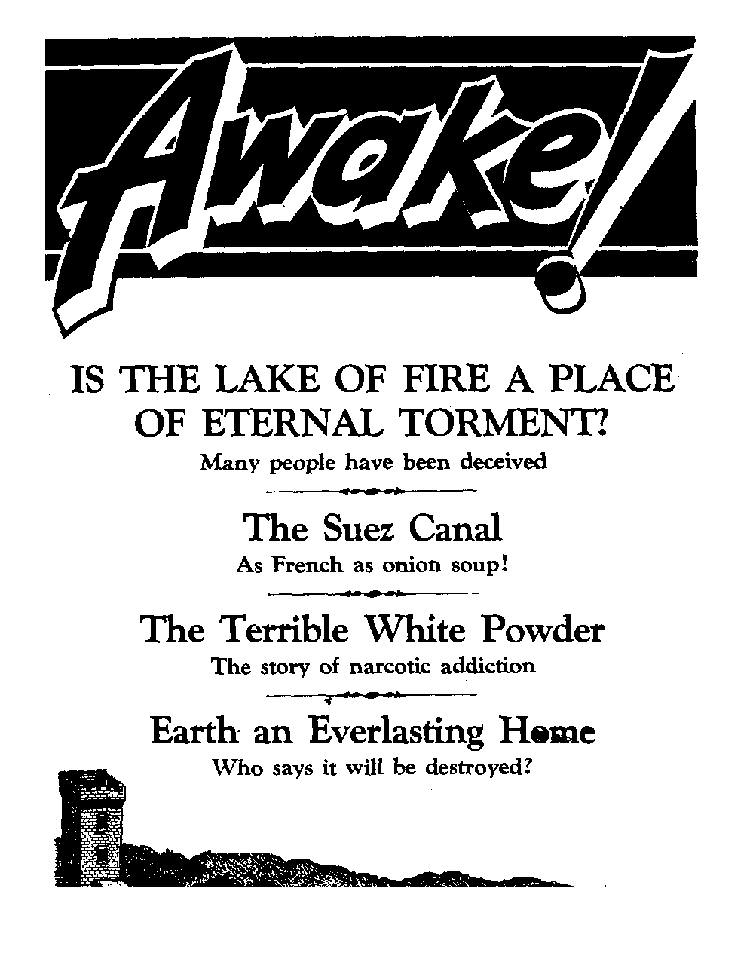 Awake!
IS THE LAKE OF FIRE A PLACE
OF ETERNAL TORMENT?
Many people have been deceived
The Suez Canal
As French as onion soup!
The Terrible White Powder
The story of narcotic addiction
Earth an Everlasting Home
Who says it will be destroyed?